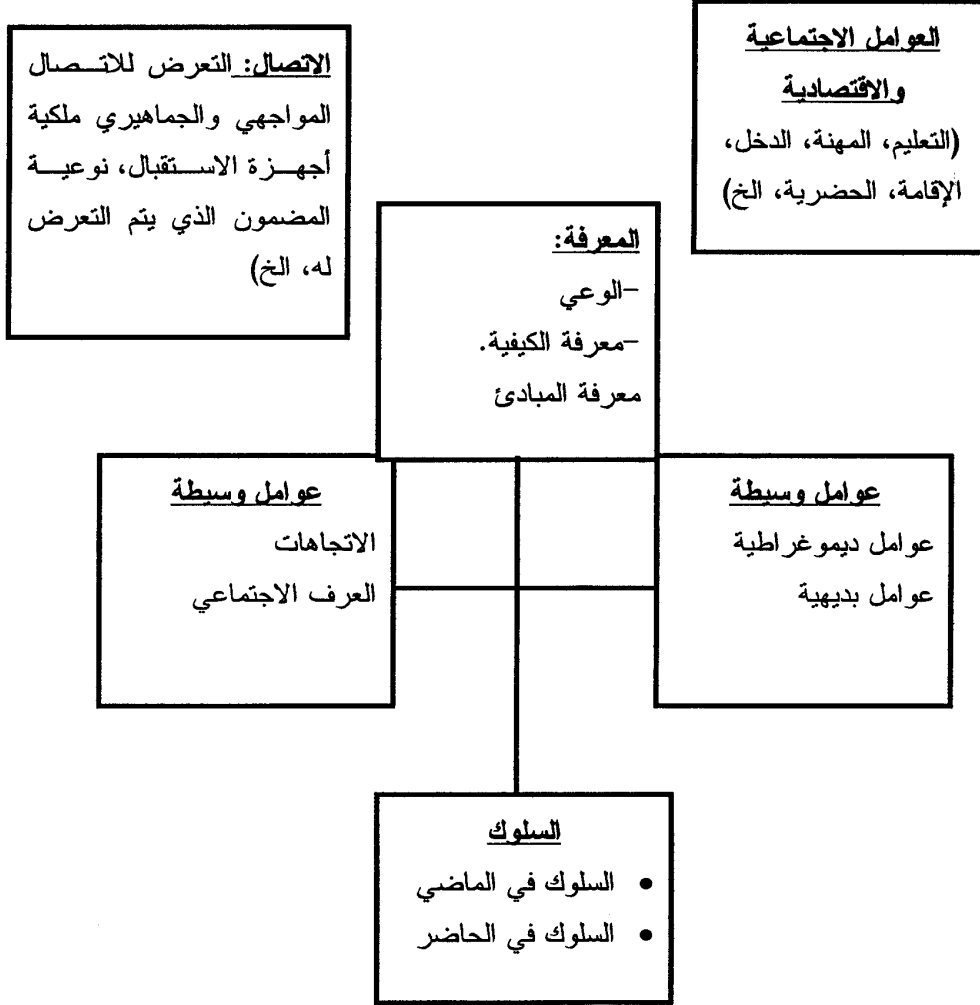 العوامل الاجتماعية
والاقتصادية
(التعليم، المهنة، الدخل،
الإقامة، الحضرية، الخ)
الاتصال: التعرض للاتصال
المواجهي والجماهيري ملكية
أجهزة الاستقبال، نوعية
المضمون الذي يتم التعرض
له، الخ)
المعرفة:
-الوعي
-معرفة الكيفية.
معرفة المبادئ
عوامل وسيطة
عوامل ديموغراطية
عوامل بديهية
عوامل وسيطة
الاتجاهات
العرف الاجتماعي
السلوك
• السلوك في الماضي
• السلوك في الحاضر